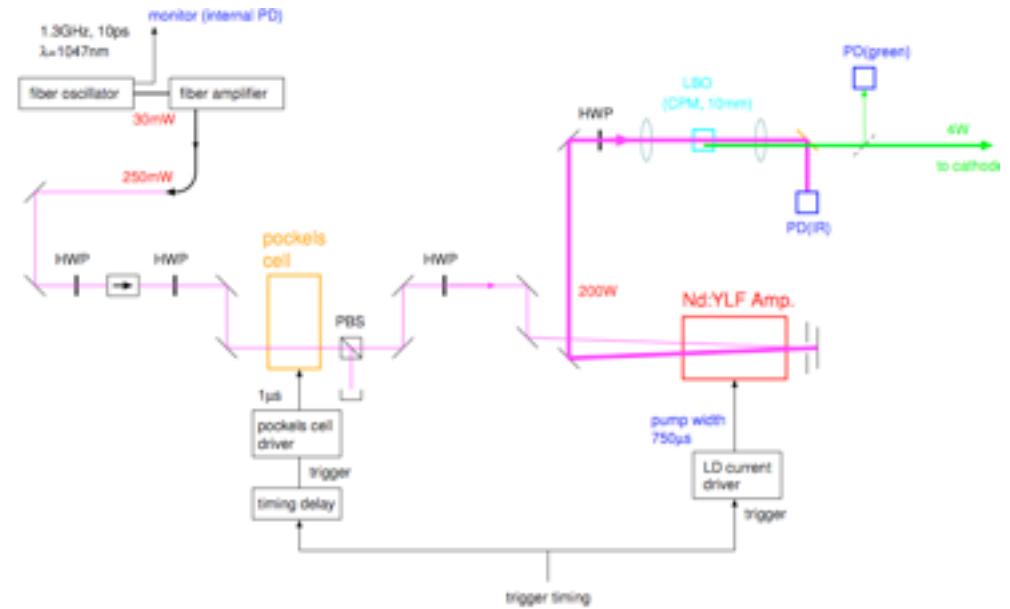 monitor (internal PD)
1.3GHz, 10ps
λ=1047nm
fiber oscillator
fiber amplifier
30mW
250mW
HWP
HWP
pockels
cell
PBS
HWP
1μs
pockels cell
driver
trigger
timing delay
trigger timing
HWP
LBO
(CPM, 10mm)
PD(green)
4W
to cathode
PD(IR)
200W
Nd:YLF Amp.
pump width
750μs
LD current
driver
trigger